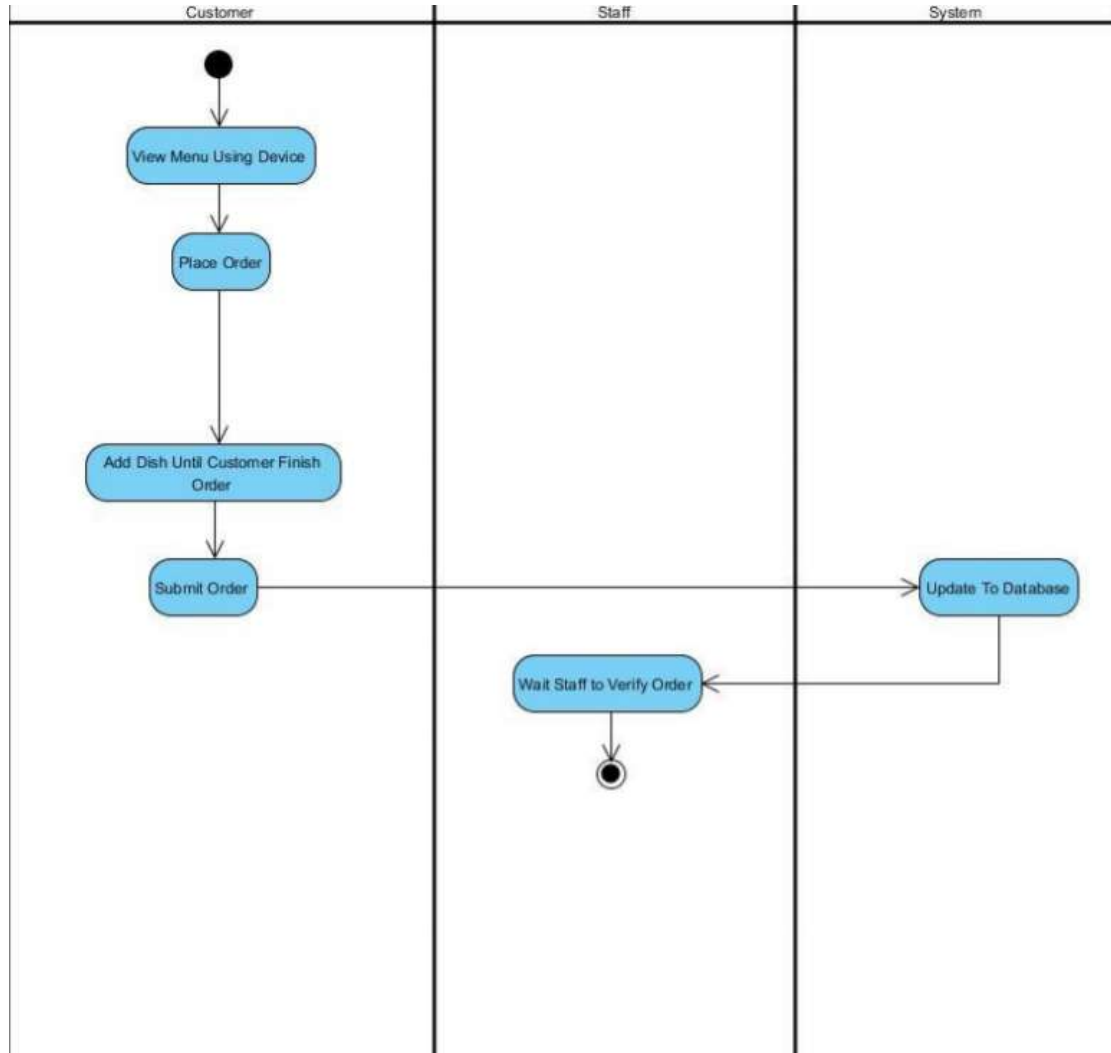 Customer
Staff
System
View Menu Using Device
Place Order
Add Dish Until Customer Finish
Order
Submit Order
Update To Database
Wait Staff to Verify Order